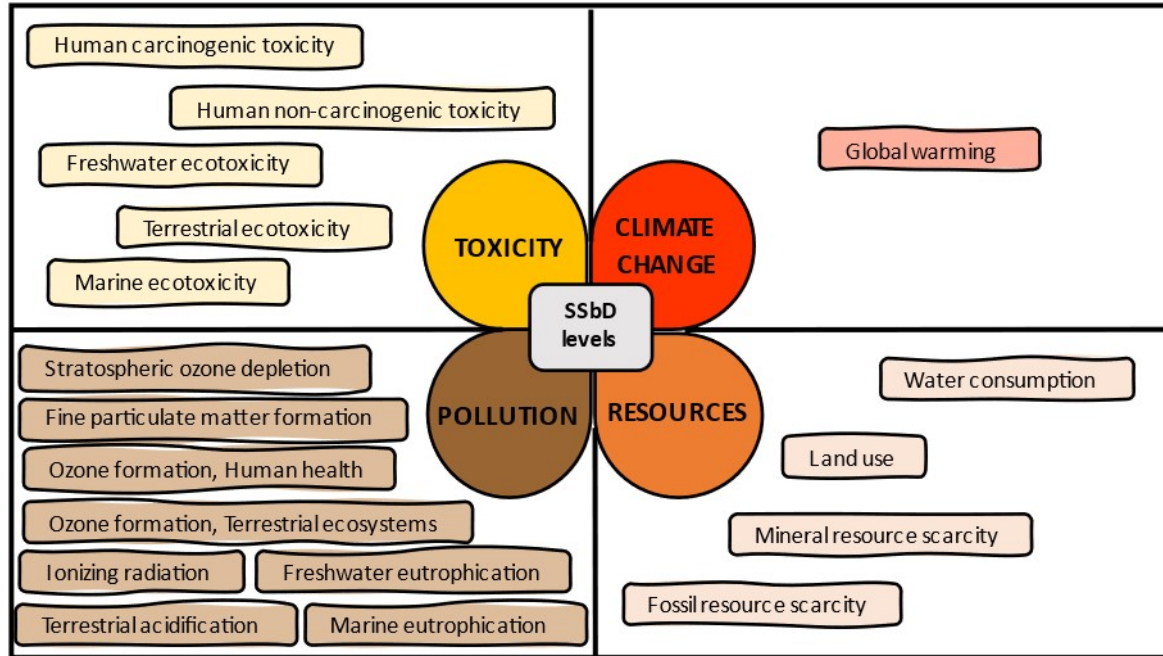 Human carcinogenic toxicity
Human non-carcinogenic toxicity
Freshwater ecotoxicity
Terrestrial ecotoxicity
Marine ecotoxicity
TOXICITY
CLIMATE
CHANGE
Global warming
SSbD
levels
POLLUTION
RESOURCES
Stratospheric ozone depletion
Fine particulate matter formation
Ozone formation, Human health
Ozone formation, Terrestrial ecosystems
Ionizing radiation
Freshwater eutrophication
Terrestrial acidification
Marine eutrophication
Water consumption
Land use
Mineral resource scarcity
Fossil resource scarcity